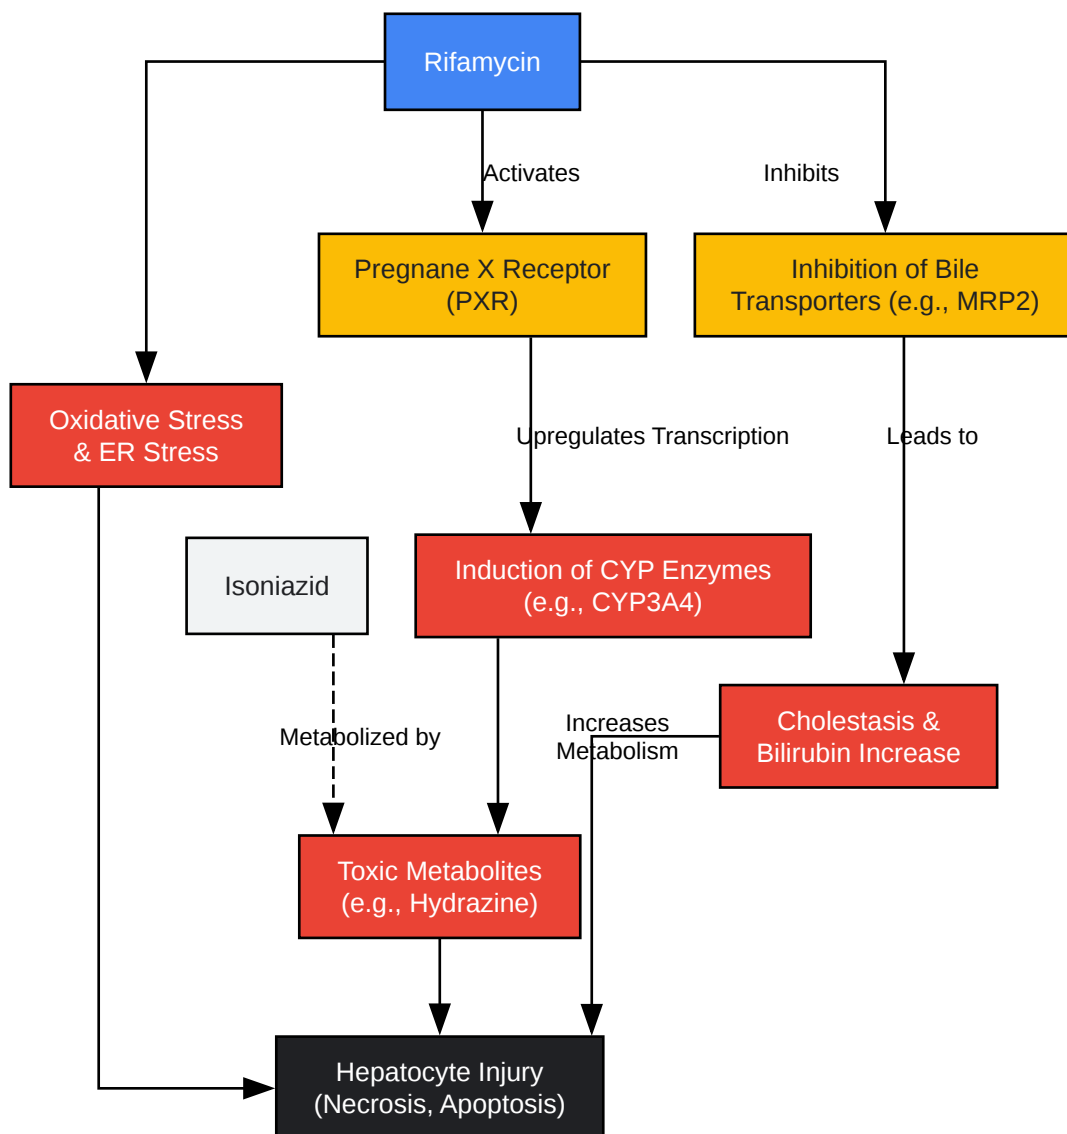 Rifamycin
Activates
Inhibits
Pregnane X Receptor
(PXR)
Inhibition of Bile
Transporters (e.g., MRP2)
Oxidative Stress
& ER Stress
Upregulates Transcription
Leads to
Isoniazid
Induction of CYP Enzymes
(e.g., CYP3A4)
Metabolized by
Increases
Metabolism
Cholestasis &
Bilirubin Increase
Toxic Metabolites
(e.g., Hydrazine)
Hepatocyte Injury
(Necrosis, Apoptosis)